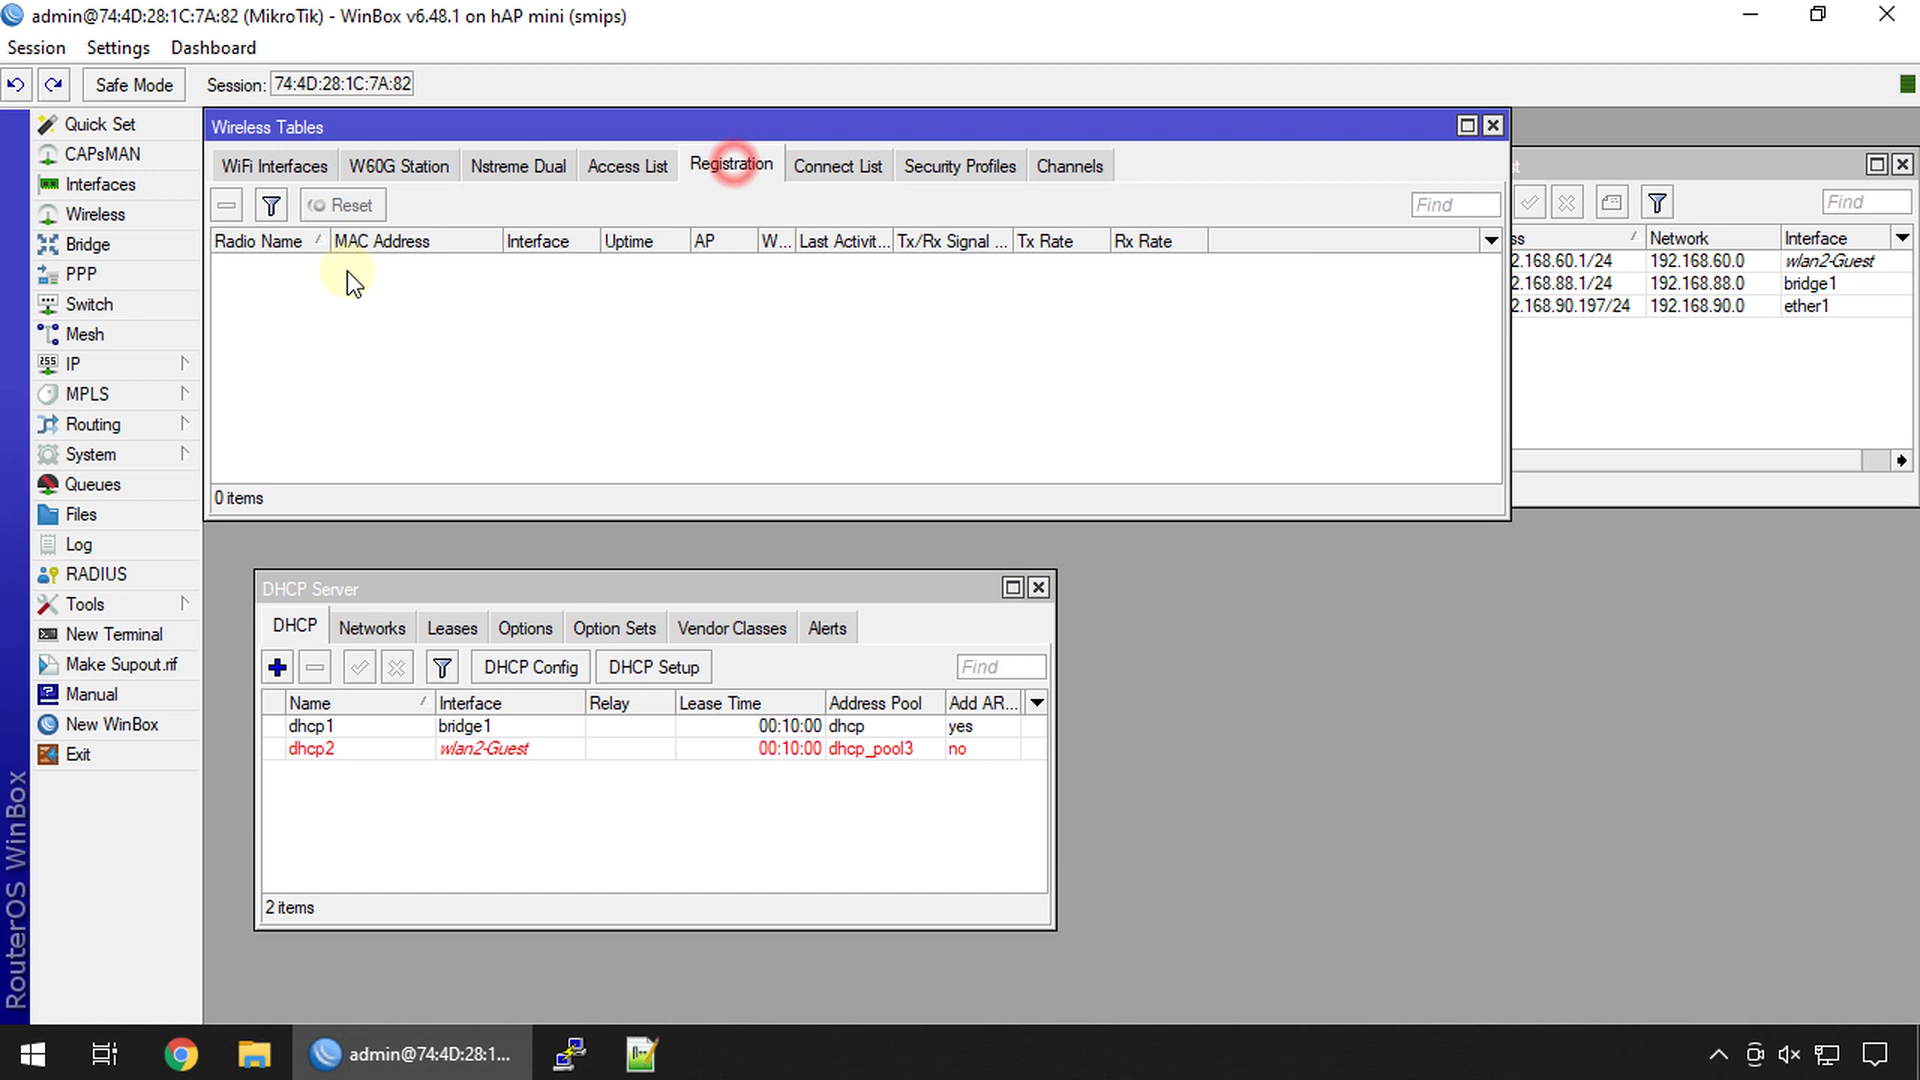 admin@74:4D:28:1C:7A:82 (MikroTik) - WinBox v6.48.1 on hAP mini (smips)
Session Settings Dashboard
Safe Mode Session: 74:4D:28:1C:7A:82
Quick Set
CAPsMAN
Interfaces
Wireless
Bridge
PPP
Switch
Mesh
IP
MPLS
Routing
System
Queues
Files
Log
RADIUS
Tools
New Terminal
Make Supout.rif
Manual
New WinBox
Exit
RouterOS WinBox
Wireless Tables
WiFi Interfaces W60G Station Nstreme Dual Access List Registration Connect List Security Profiles Channels
Reset Find
Radio Name MAC Address Interface Uptime AP W... Last Activit... Tx/Rx Signal ... Tx Rate Rx Rate
0 items
st
Find
ss Network Interface
2.168.60.1/24 192.168.60.0 wlan2-Guest
2.168.88.1/24 192.168.88.0 bridge1
2.168.90.197/24 192.168.90.0 ether1
DHCP Server
DHCP Networks Leases Options Option Sets Vendor Classes Alerts
DHCP Config DHCP Setup Find
Name Interface Relay Lease Time Address Pool Add AR...
dhcp1 bridge1 00:10:00 dhcp yes
dhcp2 wlan2-Guest 00:10:00 dhcp_pool3 no
2 items
admin@74:4D:28:1...